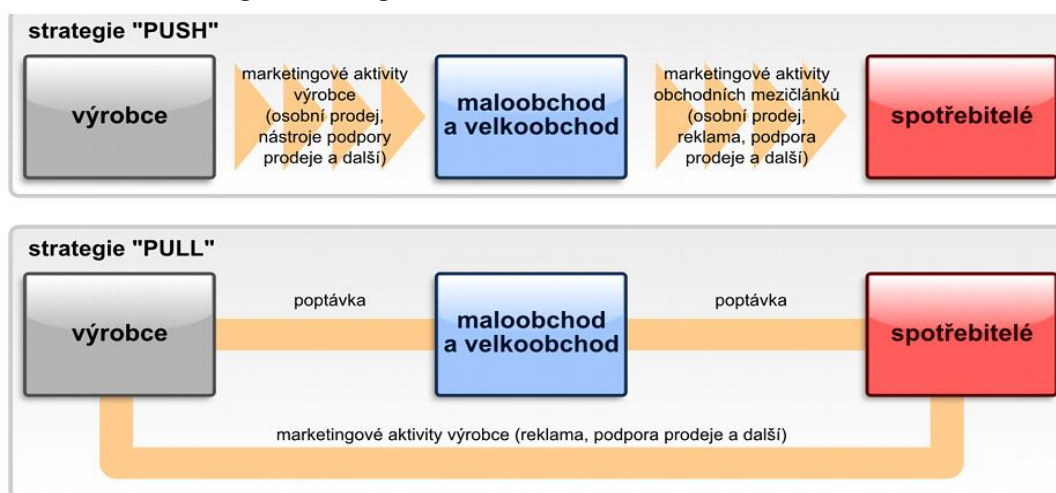 strategie "PUSH"
výrobce
marketingové aktivity
výrobce
(osobní prodej,
nástroje podpory
prodeje a další)
maloobchod
a velkoobchod
marketingové aktivity
obchodních mezičlánků
(osobní prodej,
reklama, podpora
prodeje a další)
spotřebitelé
strategie "PULL"
výrobce
poptávka
maloobchod
a velkoobchod
poptávka
spotřebitelé
marketingové aktivity výrobce (reklama, podpora prodeje a další)